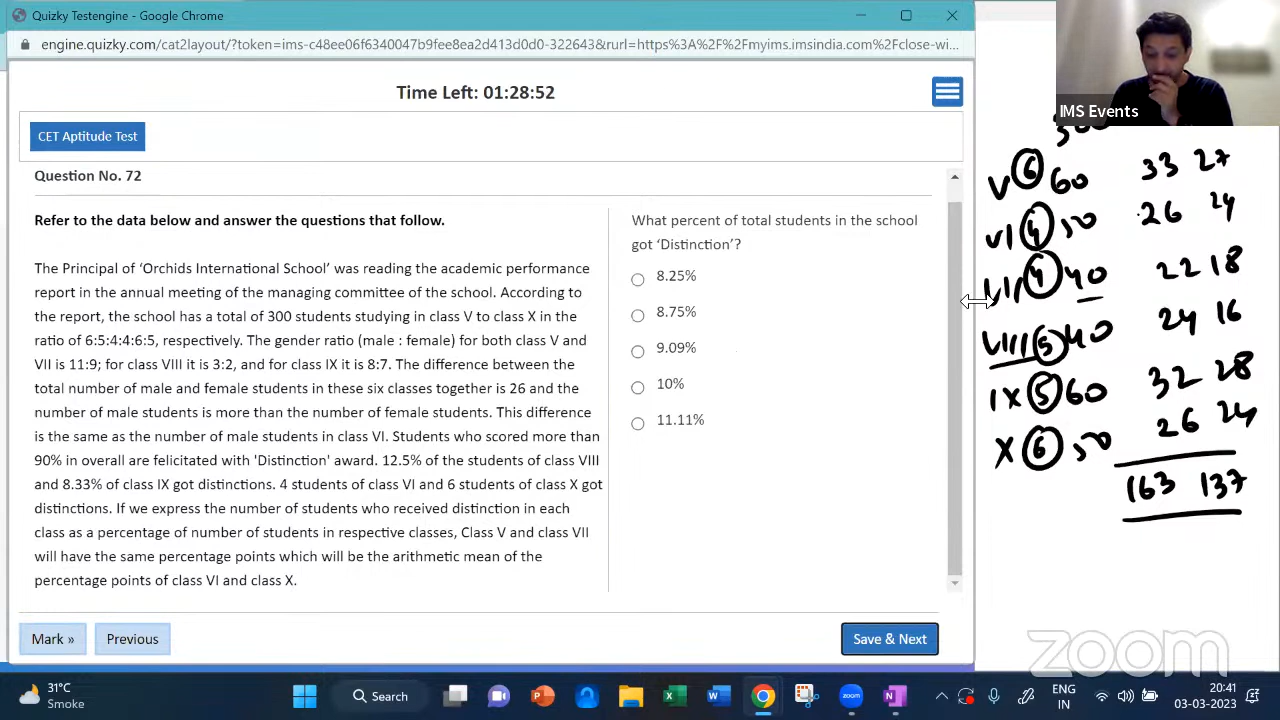 Quizky Testengine - Google Chrome
engine.quizky.com/cat2layout/?token=ims-c48ee06f6340047b9fee8ea2d413d0d0-322643&rurl=https%3A%2F%2Fmyims.imsindia.com%2Fclose-wi...
Time Left: 01:28:52
CET Aptitude Test
Question No. 72
Refer to the data below and answer the questions that follow.
The Principal of ‘Orchids International School’ was reading the academic performance
report in the annual meeting of the managing committee of the school. According to
the report, the school has a total of 300 students studying in class V to class X in the
ratio of 6:5:4:4:6:5, respectively. The gender ratio (male : female) for both class V and
VII is 11:9; for class VIII it is 3:2, and for class IX it is 8:7. The difference between the
total number of male and female students in these six classes together is 26 and the
number of male students is more than the number of female students. This difference
is the same as the number of male students in class VI. Students who scored more than
90% in overall are felicitated with 'Distinction' award. 12.5% of the students of class VIII
and 8.33% of class IX got distinctions. 4 students of class VI and 6 students of class X got
distinctions. If we express the number of students who received distinction in each
class as a percentage of number of students in respective classes, Class V and class VII
will have the same percentage points which will be the arithmetic mean of the
percentage points of class VI and class X.
What percent of total students in the school
got ‘Distinction’?
8.25%
8.75%
9.09%
10%
11.11%
Mark »
Previous
Save & Next
IMS Events
300
V 6 60 33 27
VI 4 50 26 24
VII 4 40 22 18
VIII 5 40 24 16
IX 5 60 32 28
X 6 50 26 24
163 137
zoom
31°C
Smoke
Search
zoom
ENG
IN
20:41
03-03-2023